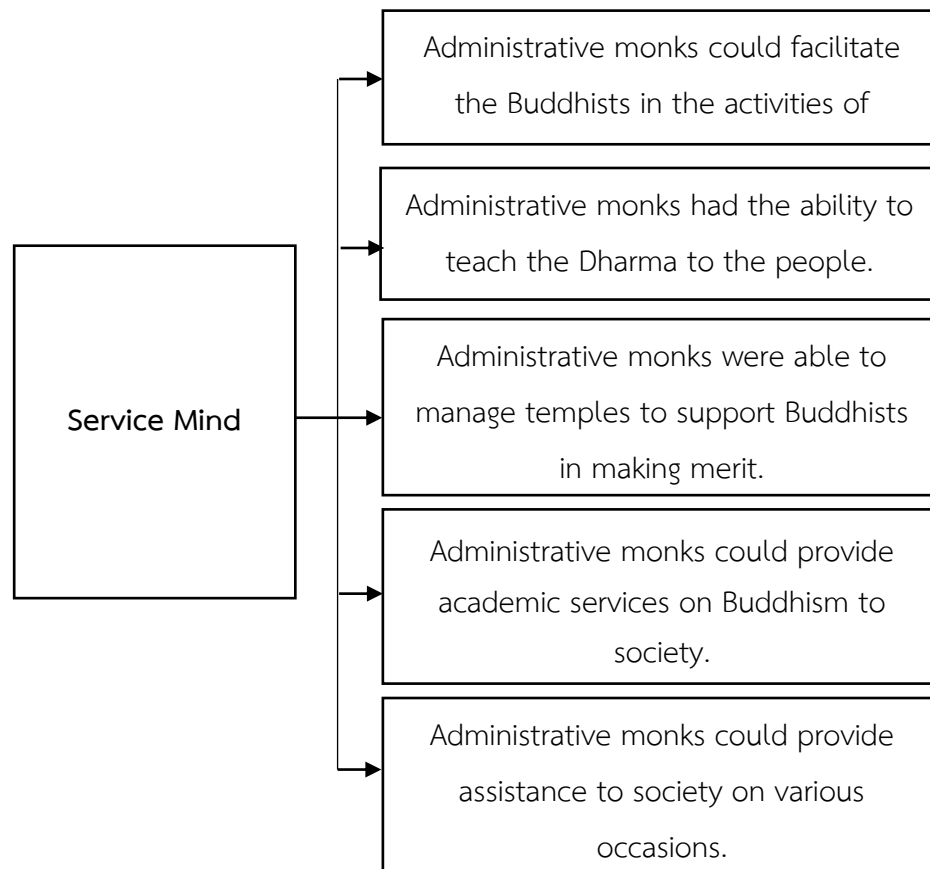 Administrative monks could facilitate
the Buddhists in the activities of
Administrative monks had the ability to
teach the Dharma to the people.
Service Mind
Administrative monks were able to
manage temples to support Buddhists
in making merit.
Administrative monks could provide
academic services on Buddhism to
society.
Administrative monks could provide
assistance to society on various
occasions.